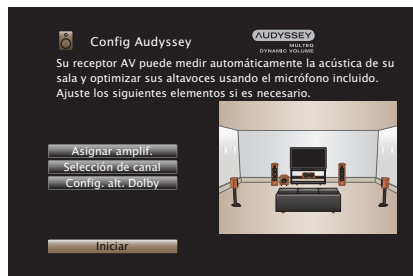 Config Audyssey
AUDYSSEY
MULTEQ
DYNAMIC VOLUME
Su receptor AV puede medir automáticamente la acústica de su
sala y optimizar sus altavoces usando el micrófono incluido.
Ajuste los siguientes elementos si es necesario.
Asignar amplif.
Selección de canal
Config. alt. Dolby
Iniciar